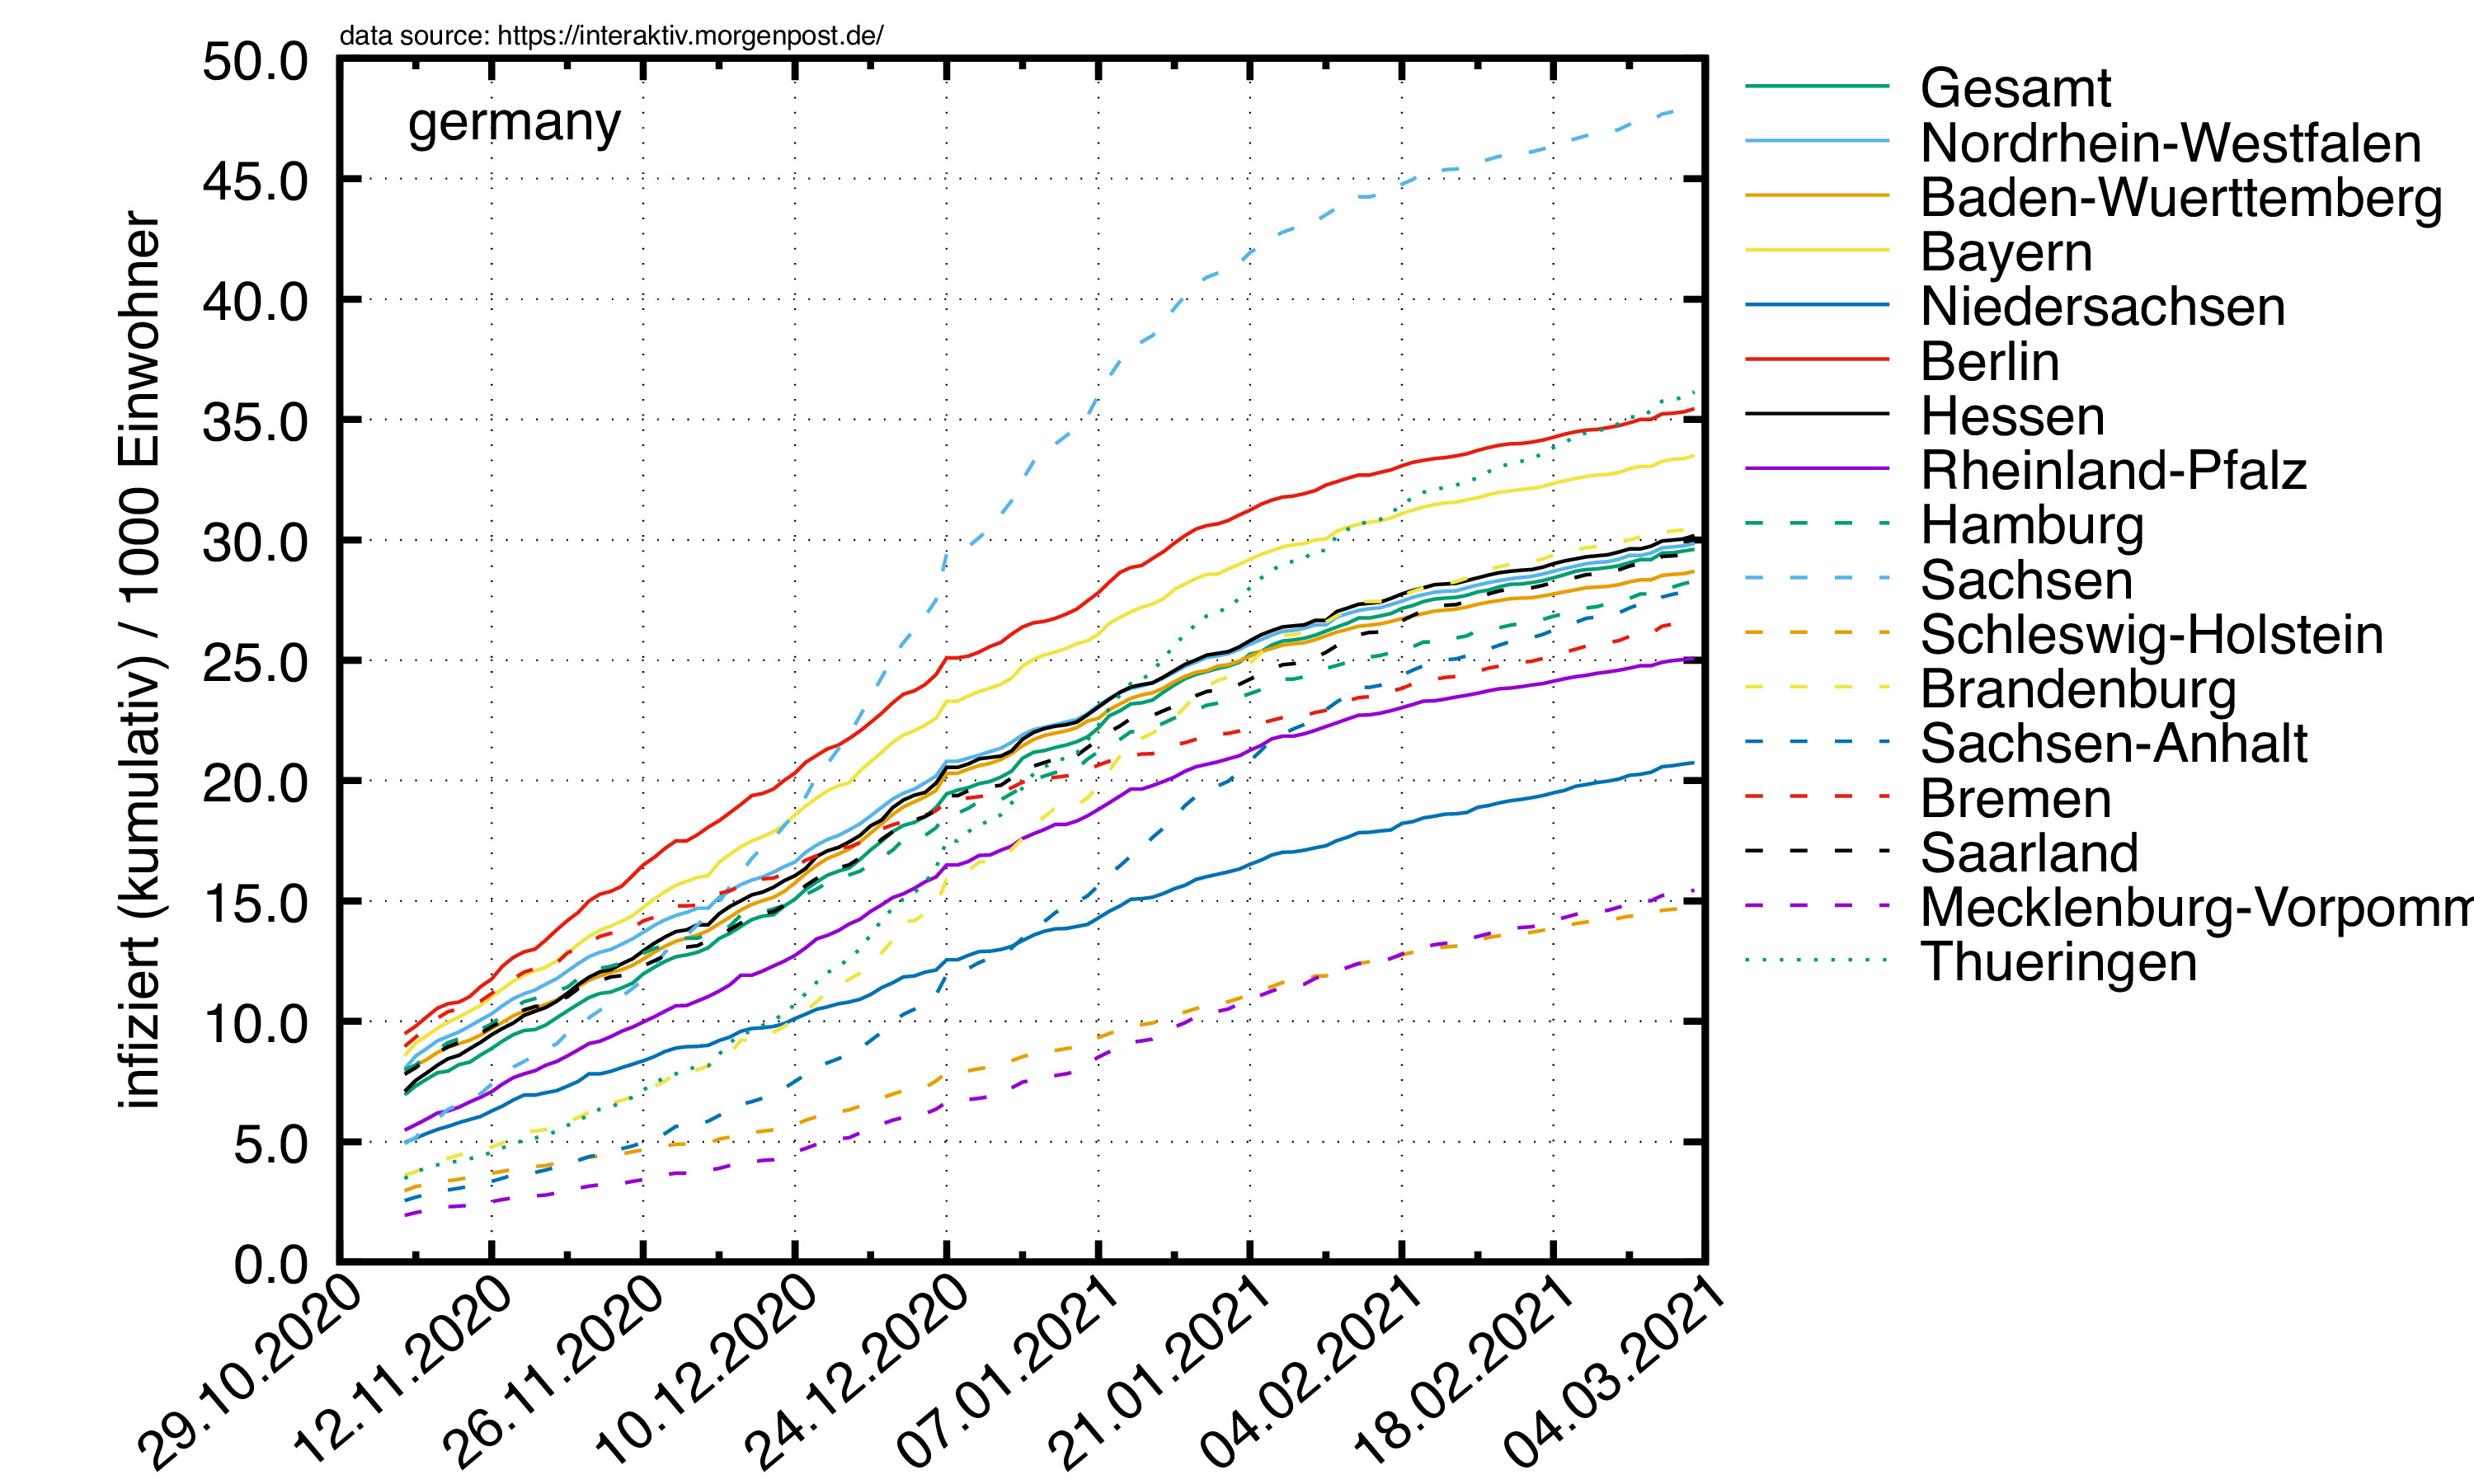 data source: https://interaktiv.morgenpost.de/
germany
infiziert (kumulativ) / 1000 Einwohner
50.0
45.0
40.0
35.0
30.0
25.0
20.0
15.0
10.0
5.0
0.0
29.10.2020
12.11.2020
26.11.2020
10.12.2020
24.12.2020
07.01.2021
21.01.2021
04.02.2021
18.02.2021
04.03.2021
Gesamt
Nordrhein-Westfalen
Baden-Wuerttemberg
Bayern
Niedersachsen
Berlin
Hessen
Rheinland-Pfalz
Hamburg
Sachsen
Schleswig-Holstein
Brandenburg
Sachsen-Anhalt
Bremen
Saarland
Mecklenburg-Vorpomm
Thueringen